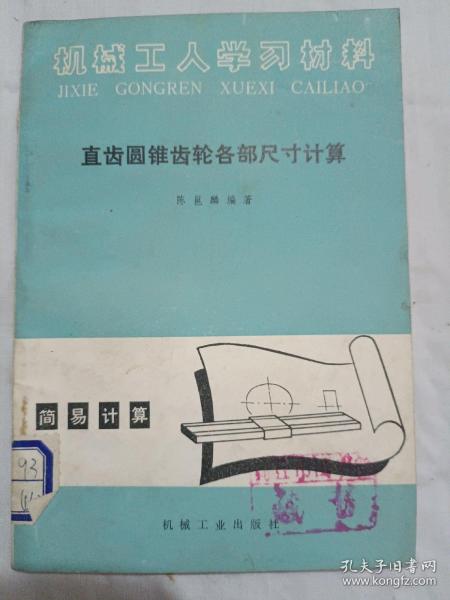 机械工人学习材料
JIXIE GONGREN XUEXI CAILIAO
直齿圆锥齿轮各部尺寸计算
陈邕麟编著
简易计算
93
机械工业出版社
孔夫子旧书网
www.kongfz.com